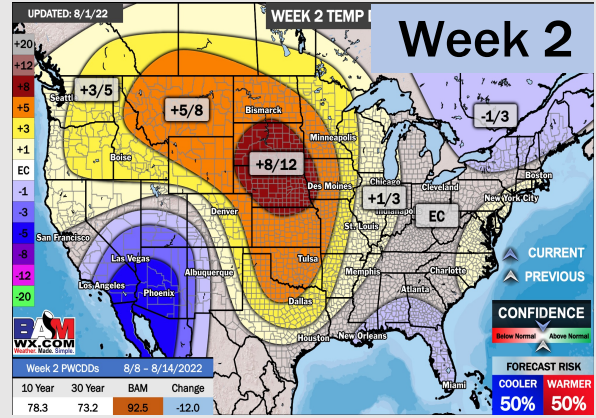 UPDATED: 8/1/22
WEEK 2 TEMP
Week 2
+20
+12
+8
+5
+3
+1
EC
-1
-3
-5
-8
-12
-20
+3/5
+5/8
+8/12
+1/3
EC
-1/3
Seattl
Bismarck
Minneapolis
Boise
Des Moines
Chicago
Cleveland
Boston
New York City
Denver
Indianapo
St. Louis
San Francisco
Las Vegas
Los Angeles
Phoenix
Albuquerque
Tulsa
Memphis
Charlotte
Atlanta
Dallas
Houston
New Orleans
Miami
CURRENT
PREVIOUS
CONFIDENCE
Below Normal
Above Normal
FORECAST RISK
COOLER
WARMER
50%
50%
BAM
WX.COM
Weather. Made. Simple.
Week 2 PWCDDs 8/8 – 8/14/2022
10 Year 30 Year BAM Change
78.3 73.2 92.5 -12.0